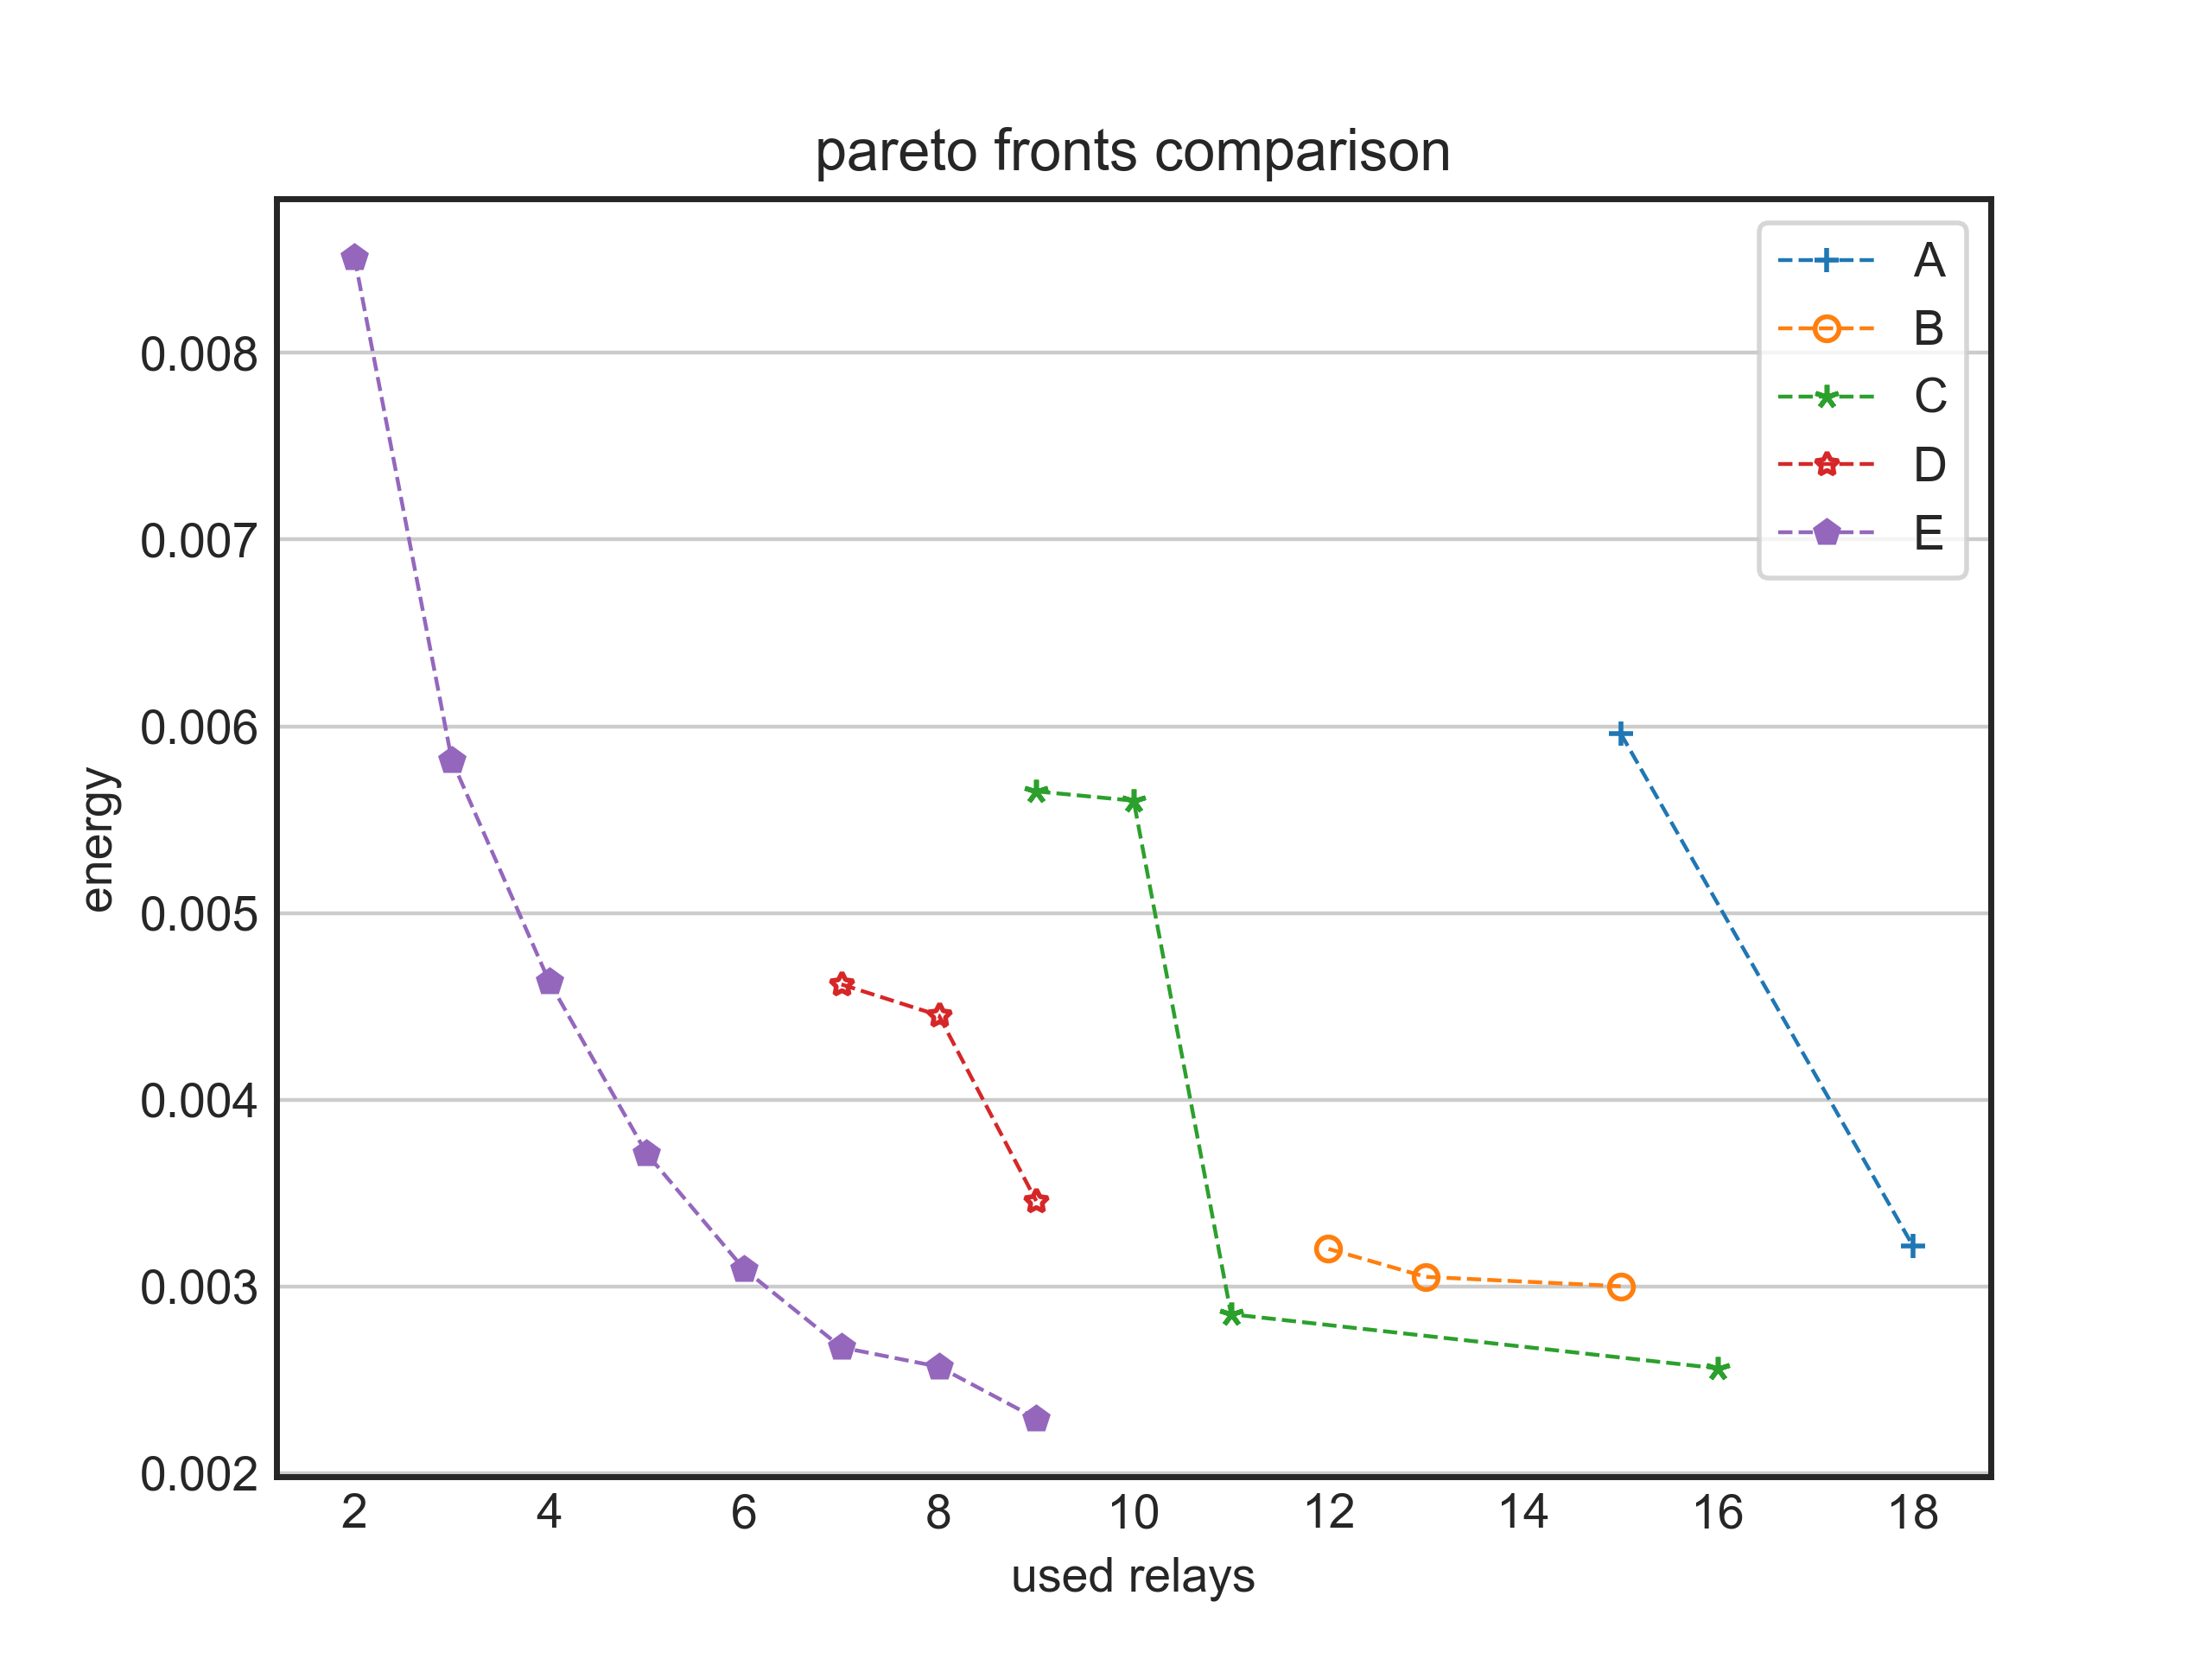 pareto fronts comparison
A
B
C
D
E
0.008
0.007
0.006
0.005
0.004
0.003
0.002
energy
2 4 6 8 10 12 14 16 18
used relays